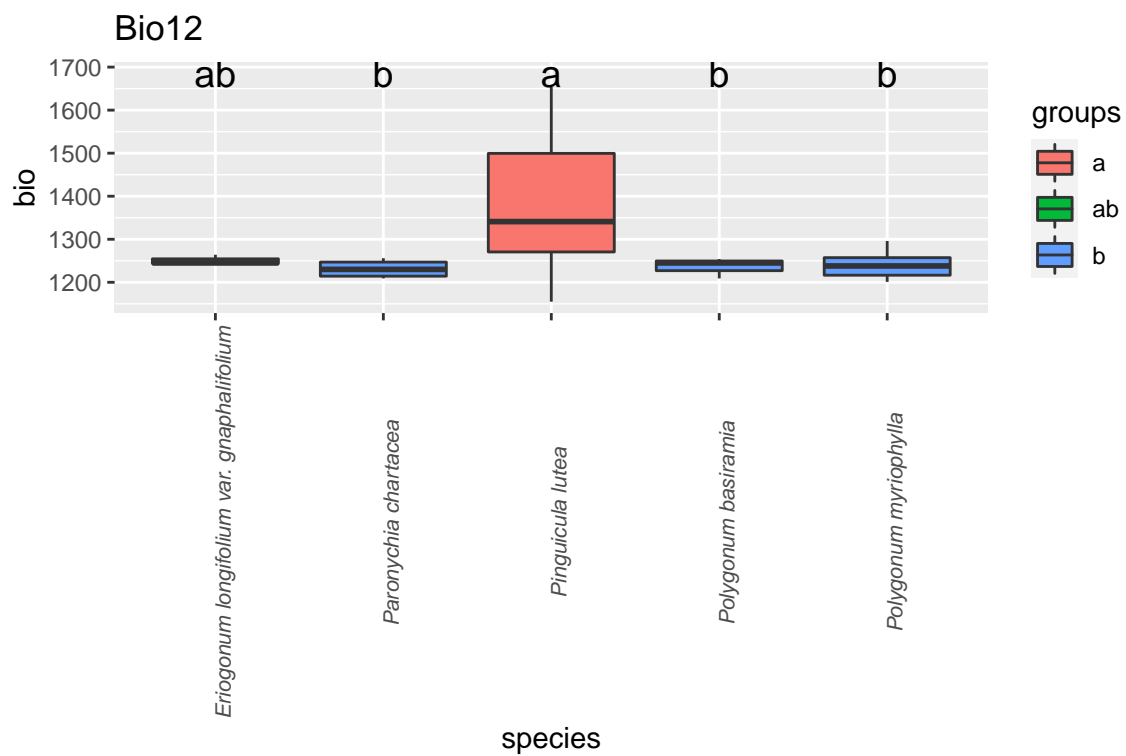 Bio12
1700
1600
1500
1400
1300
1200
bio
ab
b
a
b
b
groups
a
ab
b
Eriogonum longifolium var. gnaphalifolium
Paronychia chartacea
Pinguicula lutea
Polygonum basiramia
Polygonum myriophylla
species